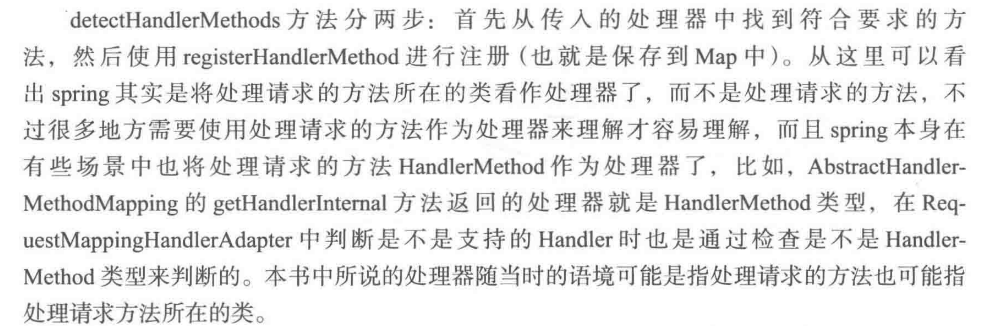 detectHandlerMethods 方法分两步：首先从传入的处理器中找到符合要求的方
法，然后使用 registerHandlerMethod 进行注册（也就是保存到 Map 中）。从这里可以看
出 spring 其实是将处理请求的方法所在的类看作处理器了，而不是处理请求的方法，不
过很多地方需要使用处理请求的方法作为处理器来理解才容易理解，而且 spring 本身在
有些场景中也将处理请求的方法 HandlerMethod 作为处理器了，比如，AbstractHandler-
MethodMapping 的 getHandlerInternal 方法返回的处理器就是 HandlerMethod 类型，在 Req-
uestMappingHandlerAdapter 中判断是不是支持的 Handler 时也是通过检查是不是 Handler-
Method 类型来判断的。本书中所说的处理器随当时的语境可能是指处理请求的方法也可能指
处理请求方法所在的类。